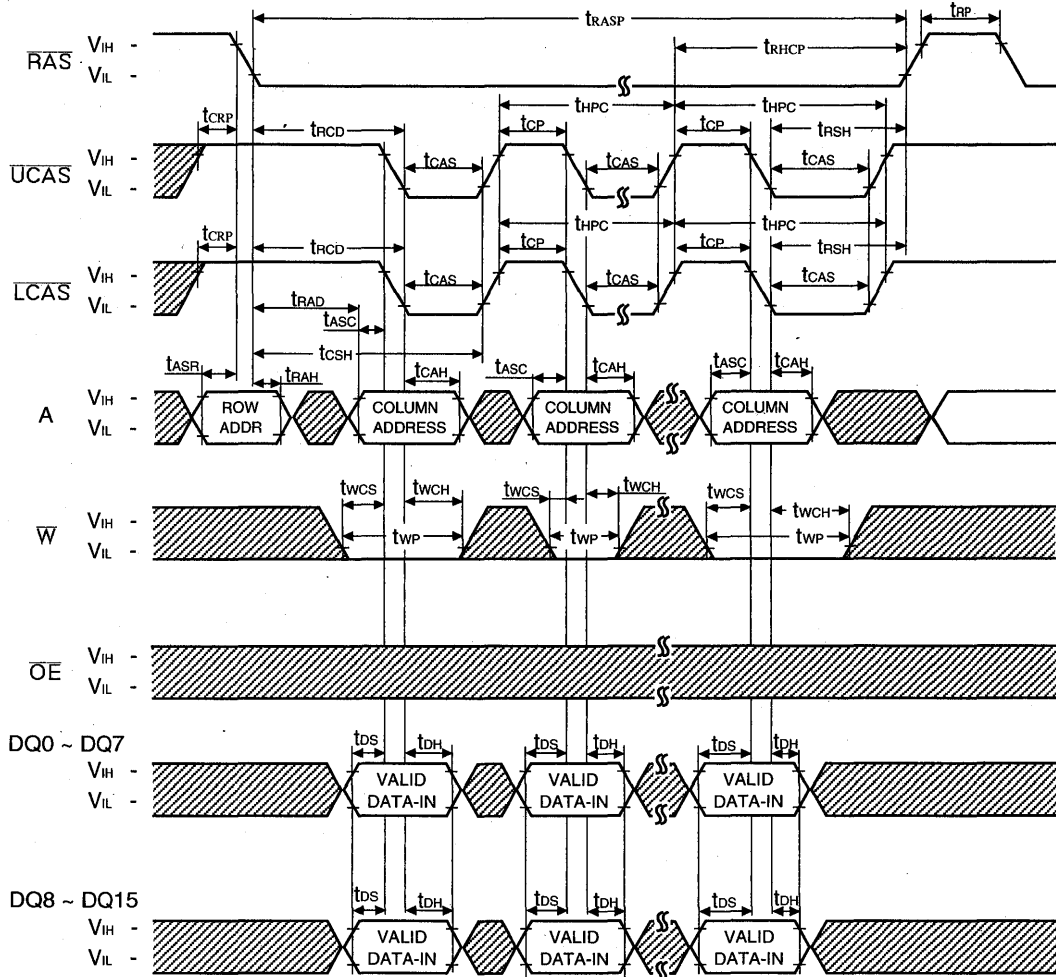 tRASP tRP
RAS VIH - tRHCP
VIL -
tCRP tRCD tHPC tHPC
tCP tCP tRSH
UCAS VIH - tCAS tCAS tCAS
VIL -
tCRP tRCD tHPC tHPC
tCP tCP tRSH
LCAS VIH - tCAS tCAS tCAS
VIL - tRAD
tASC
tCSH
tASR tRAH tCAH tASC tCAH tASC tCAH
A VIH - ROW COLUMN COLUMN COLUMN
VIL - ADDR ADDRESS ADDRESS ADDRESS
tWCS tWCH tWCS tWCH tWCS tWCH
W VIH - tWP tWP tWP
VIL -
OE VIH -
VIL -
DQ0 ~ DQ7 tDS tDH tDS tDH tDS tDH
VIH - VALID VALID VALID
VIL - DATA-IN DATA-IN DATA-IN
DQ8 ~ DQ15 tDS tDH tDS tDH tDS tDH
VIH - VALID VALID VALID
VIL - DATA-IN DATA-IN DATA-IN